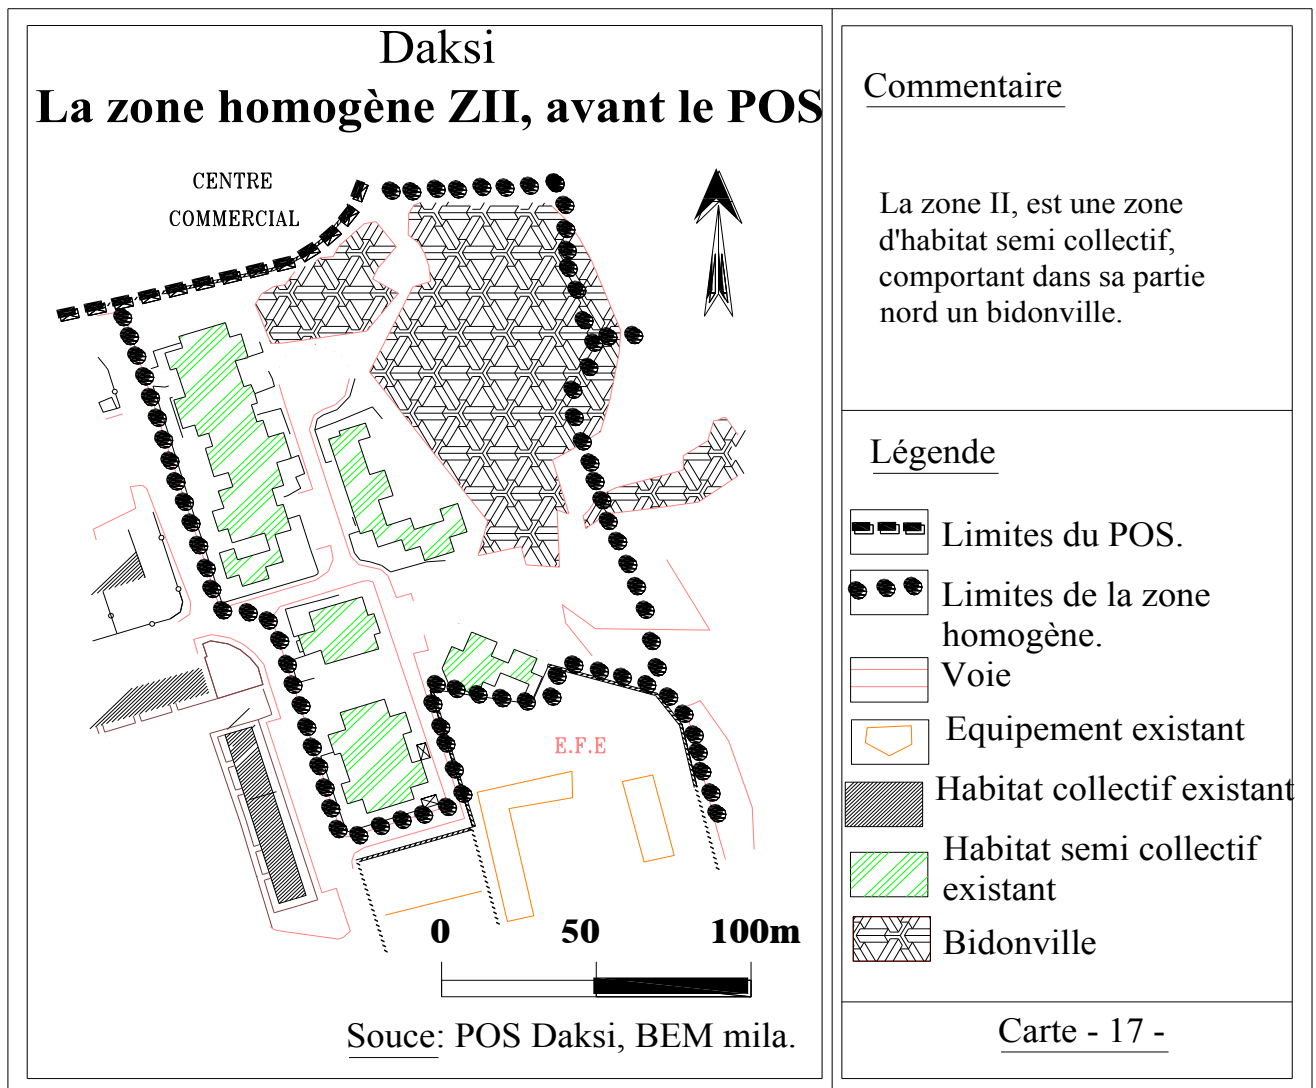 Daksi
La zone homogène ZII, avant le POS
CENTRE
COMMERCIAL
E.F.E
0 50 100m
Souce: POS Daksi, BEM mila.
Commentaire
La zone II, est une zone
d'habitat semi collectif,
comportant dans sa partie
nord un bidonville.
Légende
Limites du POS.
Limites de la zone
homogène.
Voie
Equipement existant
Habitat collectif existant
Habitat semi collectif
existant
Bidonville
Carte - 17 -